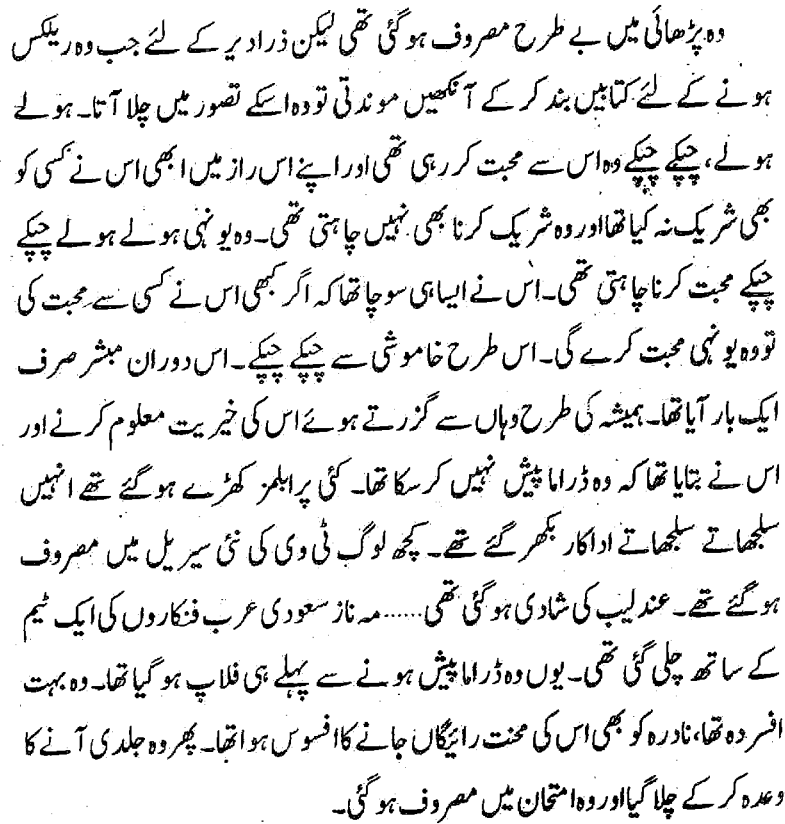 وہ پڑھائی میں بے طرح مصروف ہو گئی تھی لیکن ذرا دیر کے لئے جب وہ ریلکس
ہونے کے لئے کتابیں بند کر کے آنکھیں موندتی تو وہ اسکے تصور میں چلا آتا۔ ہولے
ہولے، چپکے چپکے وہ اس سے محبت کر رہی تھی اور اپنے اس راز میں ابھی اس نے کسی کو
بھی شریک نہ کیا تھا اور وہ شریک کرنا بھی نہیں چاہتی تھی۔ وہ یونہی ہولے ہولے چپکے
چپکے محبت کرنا چاہتی تھی۔ اس نے ایسا ہی سوچا تھا کہ اگر کبھی اس نے کسی سے محبت کی
تو وہ یونہی محبت کرے گی۔ اس طرح خاموشی سے چپکے چپکے۔ اس دوران مبشر صرف
ایک بار آیا تھا۔ ہمیشہ کی طرح وہاں سے گزرتے ہوئے اس کی خیریت معلوم کرنے اور
اس نے بتایا تھا کہ وہ ڈراما پیش نہیں کر سکا تھا۔ کئی پرابلمز کھڑے ہو گئے تھے انہیں
سلجھاتے سلجھاتے اداکار بکھر گئے تھے۔ کچھ لوگ ٹی وی کی نئی سیریل میں مصروف
ہو گئے تھے۔ عندلیب کی شادی ہو گئی تھی...... مہ ناز سعودی عرب فنکاروں کی ایک ٹیم
کے ساتھ چلی گئی تھی۔ یوں وہ ڈراما پیش ہونے سے پہلے ہی فلاپ ہو گیا تھا۔ وہ بہت
افسردہ تھا، نادرہ کو بھی اس کی محنت رائیگاں جانے کا افسوس ہوا تھا۔ پھر وہ جلدی آنے کا
وعدہ کر کے چلا گیا اور وہ امتحان میں مصروف ہو گئی۔